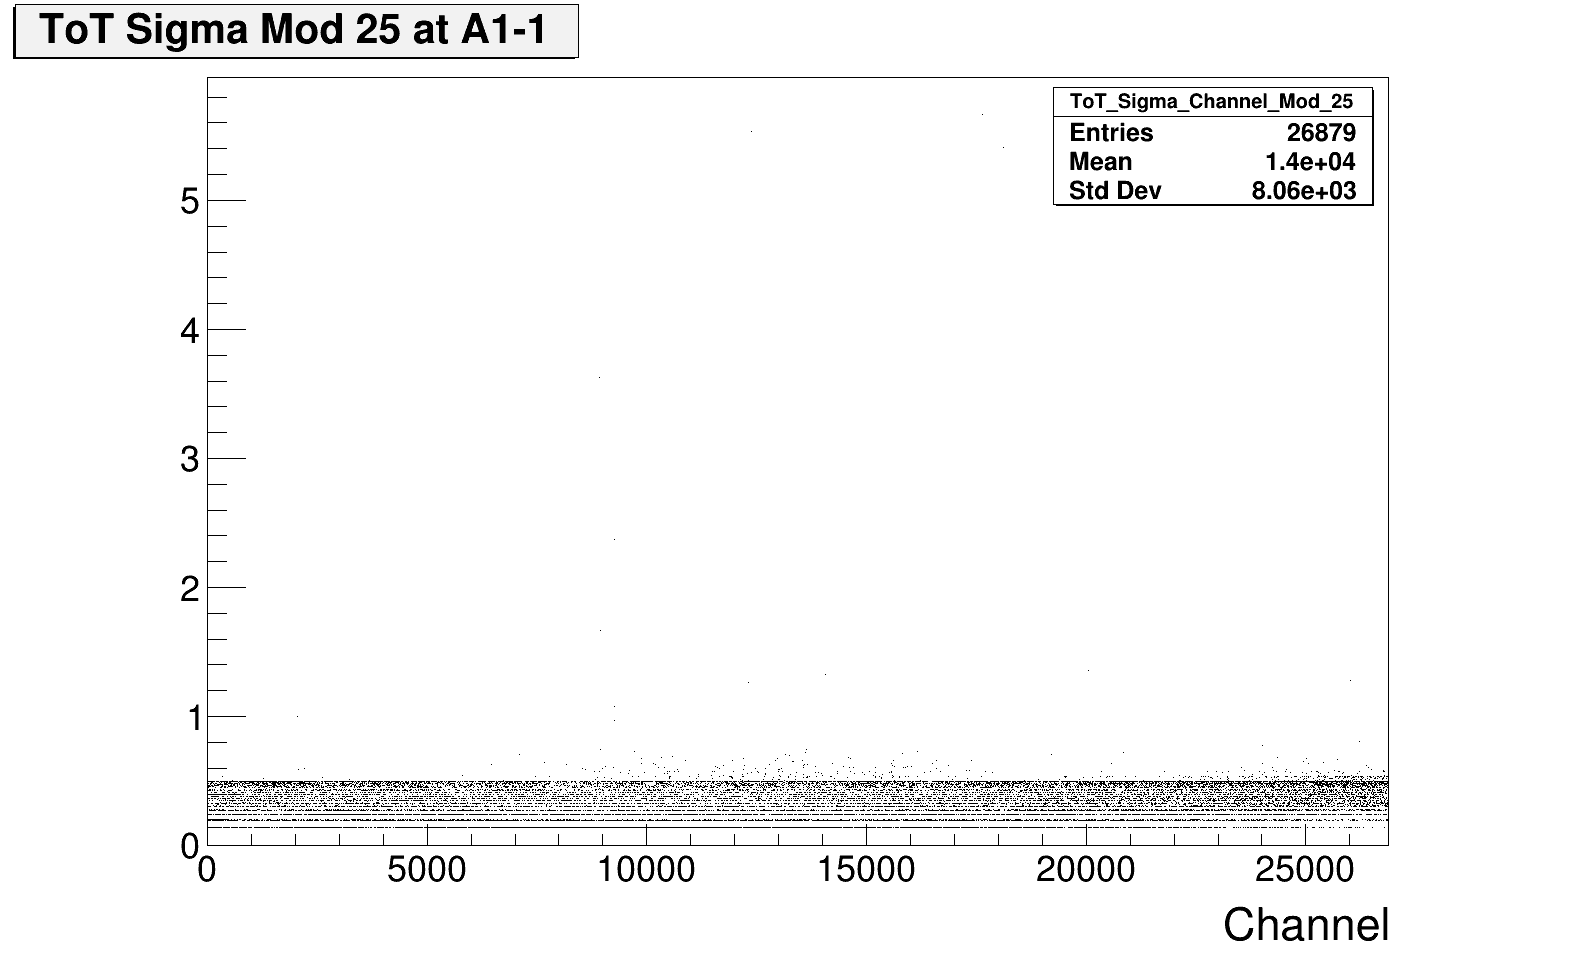 ToT Sigma Mod 25 at A1-1
ToT_Sigma_Channel_Mod_25
Entries 26879
Mean 1.4e+04
Std Dev 8.06e+03
5
4
3
2
1
0
0 5000 10000 15000 20000 25000
Channel